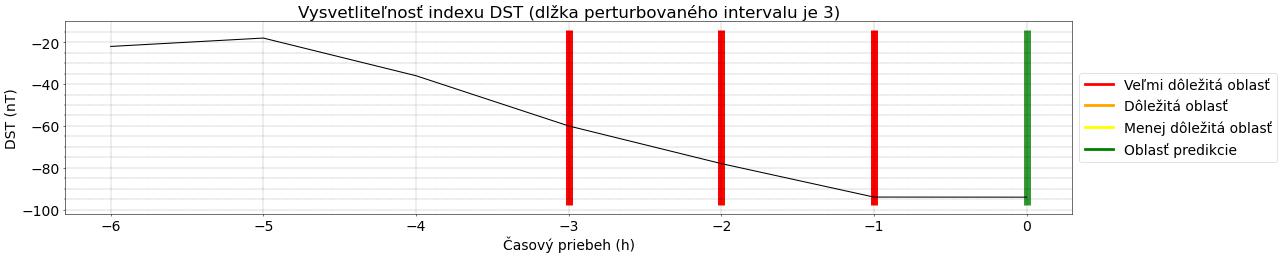 Vysvetliteľnosť indexu DST (dlžka perturbovaného intervalu je 3)
DST (nT)
−20
−40
−60
−80
−100
−6 −5 −4 −3 −2 −1 0
Časový priebeh (h)
Veľmi dôležitá oblasť
Dôležitá oblasť
Menej dôležitá oblasť
Oblasť predikcie